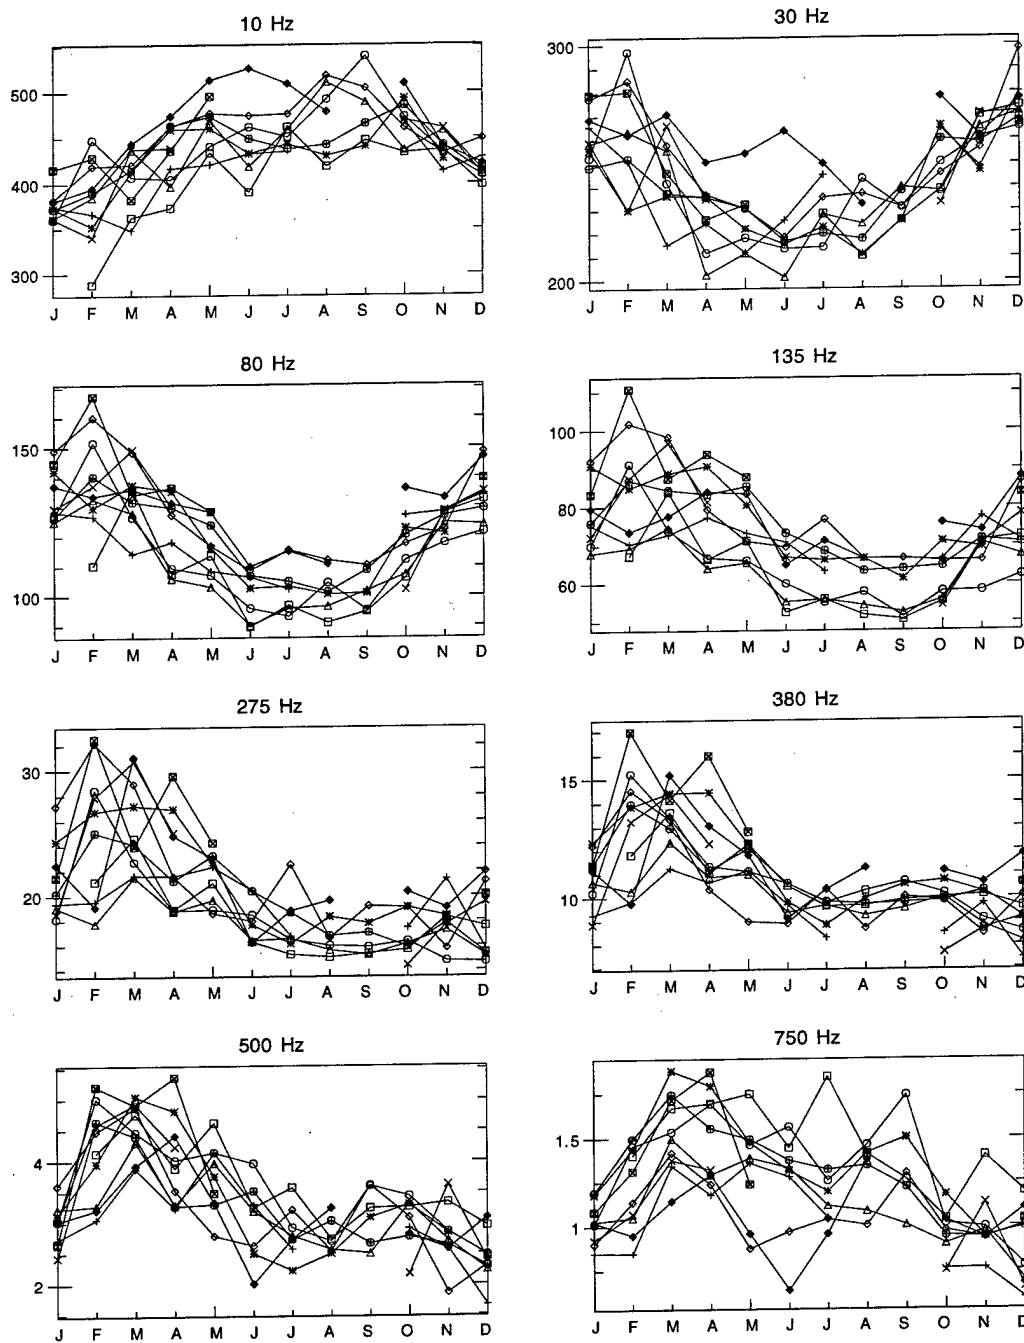 10 Hz
500
400
300
J F M A M J J A S O N D
30 Hz
300
200
J F M A M J J A S O N D
80 Hz
150
100
J F M A M J J A S O N D
135 Hz
100
80
60
J F M A M J J A S O N D
275 Hz
30
20
J F M A M J J A S O N D
380 Hz
15
10
J F M A M J J A S O N D
500 Hz
4
2
J F M A M J J A S O N D
750 Hz
1.5
1
J F M A M J J A S O N D